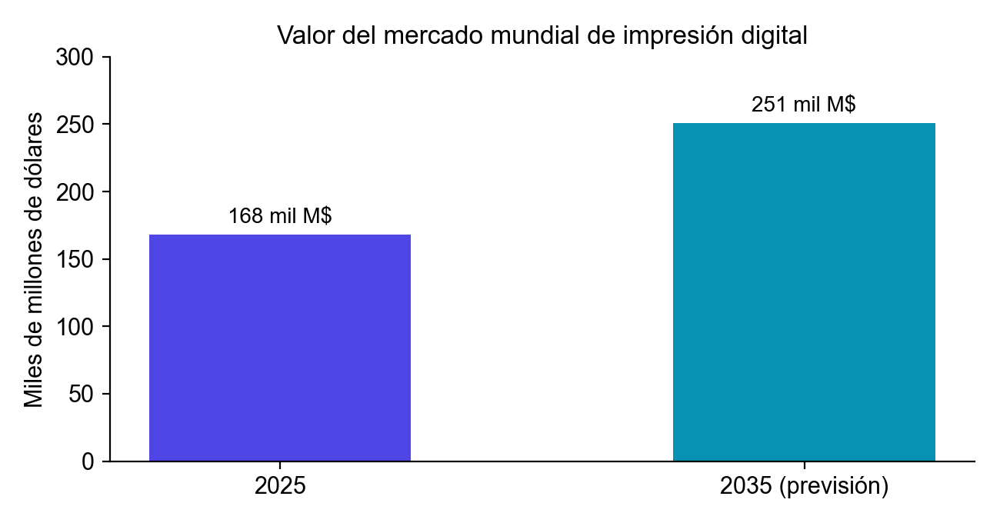 Valor del mercado mundial de impresión digital
Miles de millones de dólares
300
250
200
150
100
50
0
168 mil M$
251 mil M$
2025
2035 (previsión)